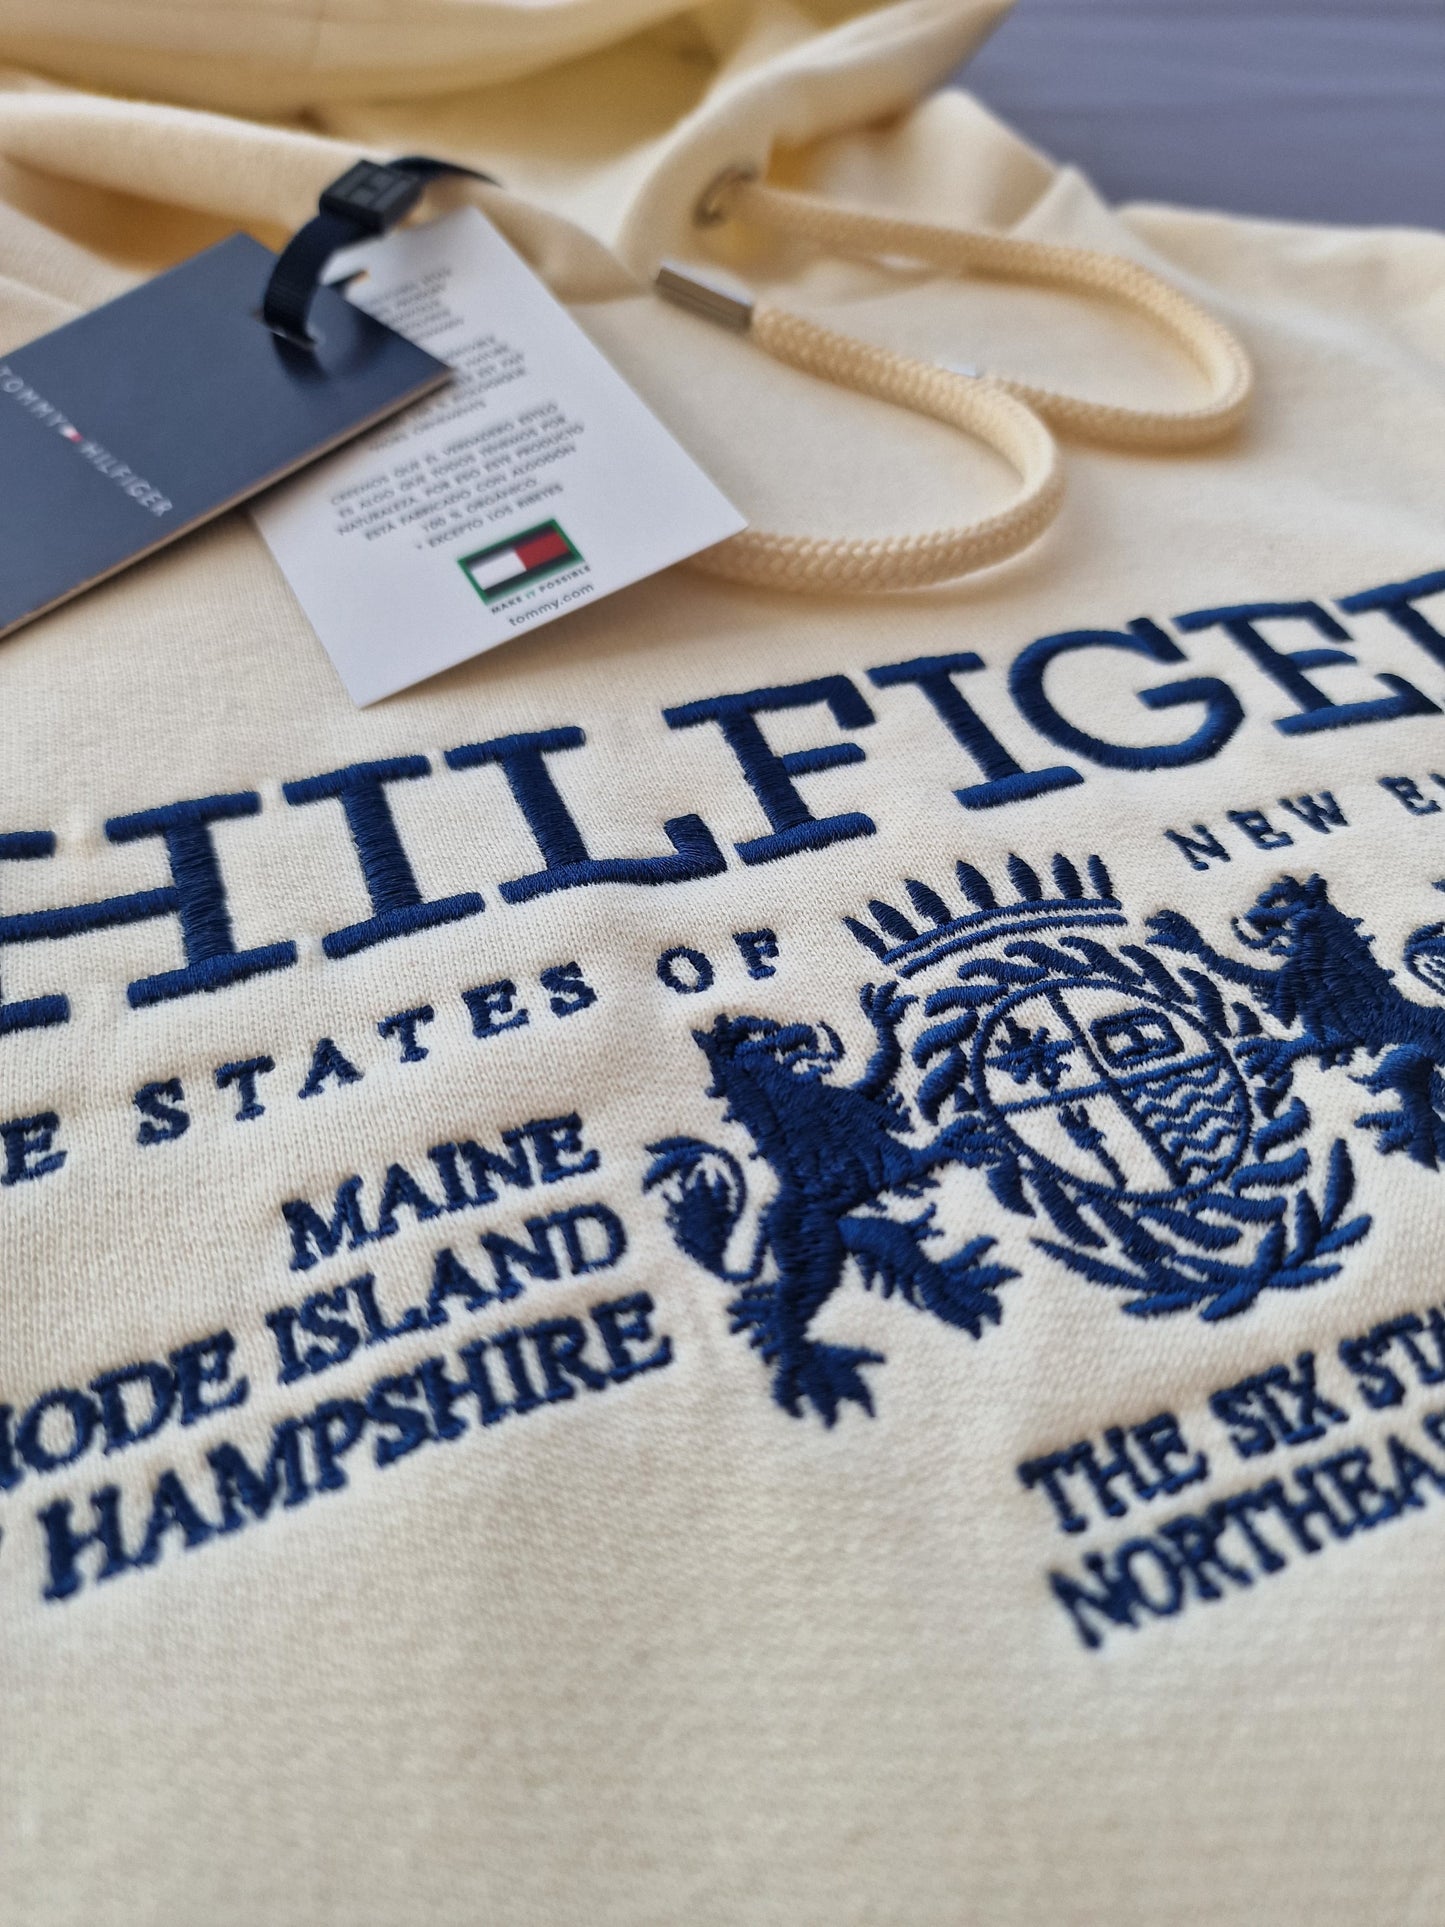 TOMMY HILFIGER
CREEMOS QUE EL VERDADERO ESTILO
ES ALGO QUE TODOS TENEMOS POR
NATURALEZA. POR ESO ESTE PRODUCTO
ESTÁ FABRICADO CON ALGODÓN
100 % ORGÁNICO
* EXCEPTO LOS RIBETES
MAKE IT POSSIBLE
tommy.com
HILFIGE
E STATES OF
NEW E
MAINE
HODE ISLAND
HAMPSHIRE
THE SIX STA
NORTHEA